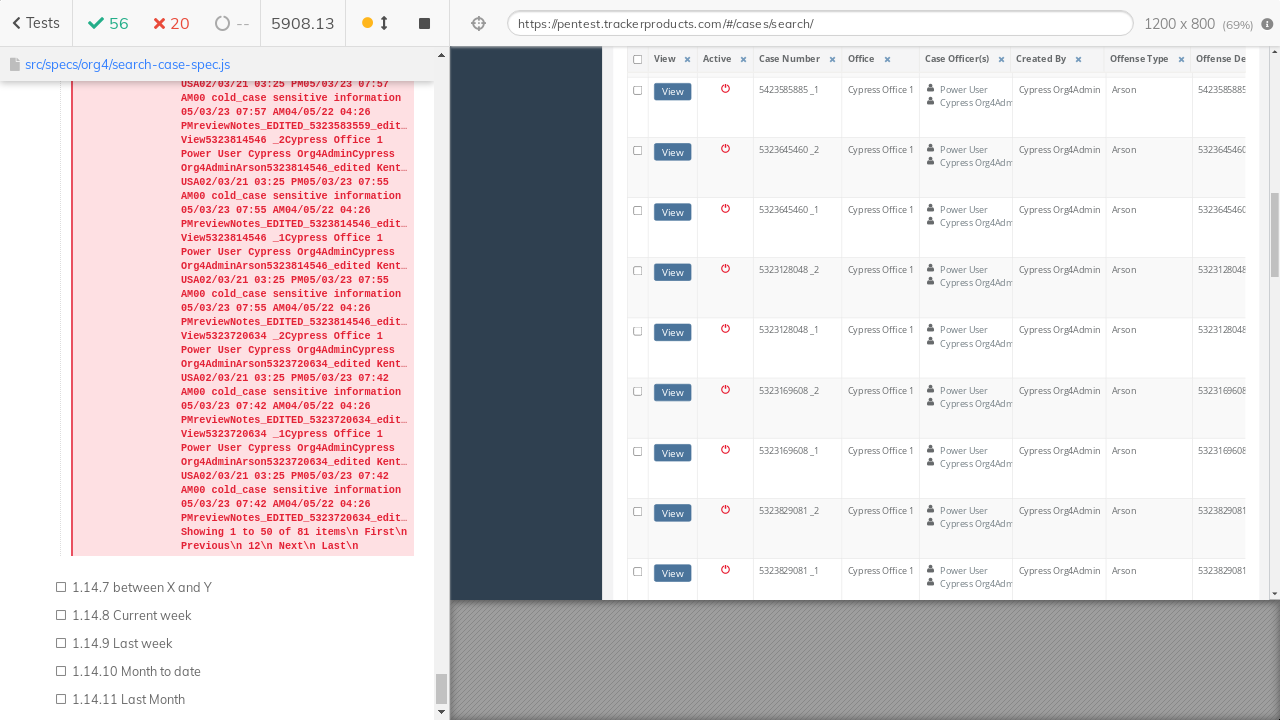 Tests 56 20 -- 5908.13
src/specs/org4/search-case-spec.js
USA02/03/21 03:25 PM05/03/23 07:57
AM00 cold_case sensitive information
05/03/23 07:57 AM04/05/22 04:26
PMreviewNotes_EDITED_5323583559_edit…
View5323814546 _2Cypress Office 1
Power User Cypress Org4AdminCypress
Org4AdminArson5323814546_edited Kent…
USA02/03/21 03:25 PM05/03/23 07:55
AM00 cold_case sensitive information
05/03/23 07:55 AM04/05/22 04:26
PMreviewNotes_EDITED_5323814546_edit…
View5323814546 _1Cypress Office 1
Power User Cypress Org4AdminCypress
Org4AdminArson5323814546_edited Kent…
USA02/03/21 03:25 PM05/03/23 07:55
AM00 cold_case sensitive information
05/03/23 07:55 AM04/05/22 04:26
PMreviewNotes_EDITED_5323814546_edit…
View5323720634 _2Cypress Office 1
Power User Cypress Org4AdminCypress
Org4AdminArson5323720634_edited Kent…
USA02/03/21 03:25 PM05/03/23 07:42
AM00 cold_case sensitive information
05/03/23 07:42 AM04/05/22 04:26
PMreviewNotes_EDITED_5323720634_edit…
View5323720634 _1Cypress Office 1
Power User Cypress Org4AdminCypress
Org4AdminArson5323720634_edited Kent…
USA02/03/21 03:25 PM05/03/23 07:42
AM00 cold_case sensitive information
05/03/23 07:42 AM04/05/22 04:26
PMreviewNotes_EDITED_5323720634_edit…
Showing 1 to 50 of 81 items\n First\n
Previous\n 12\n Next\n Last\n
1.14.7 between X and Y
1.14.8 Current week
1.14.9 Last week
1.14.10 Month to date
1.14.11 Last Month
https://pentest.trackerproducts.com/#/cases/search/ 1200 x 800 (69%)
View Active Case Number Office Case Officer(s) Created By Offense Type Offense De
View 5423585885 _1 Cypress Office 1 Power User Cypress Org4Admin Arson 5423585885
Cypress Org4Adm
View 5323645460 _2 Cypress Office 1 Power User Cypress Org4Admin Arson 5323645460
Cypress Org4Adm
View 5323645460 _1 Cypress Office 1 Power User Cypress Org4Admin Arson 5323645460
Cypress Org4Adm
View 5323128048 _2 Cypress Office 1 Power User Cypress Org4Admin Arson 5323128048
Cypress Org4Adm
View 5323128048 _1 Cypress Office 1 Power User Cypress Org4Admin Arson 5323128048
Cypress Org4Adm
View 5323169608 _2 Cypress Office 1 Power User Cypress Org4Admin Arson 5323169608
Cypress Org4Adm
View 5323169608 _1 Cypress Office 1 Power User Cypress Org4Admin Arson 5323169608
Cypress Org4Adm
View 5323829081 _2 Cypress Office 1 Power User Cypress Org4Admin Arson 5323829081
Cypress Org4Adm
View 5323829081 _1 Cypress Office 1 Power User Cypress Org4Admin Arson 5323829081
Cypress Org4Adm